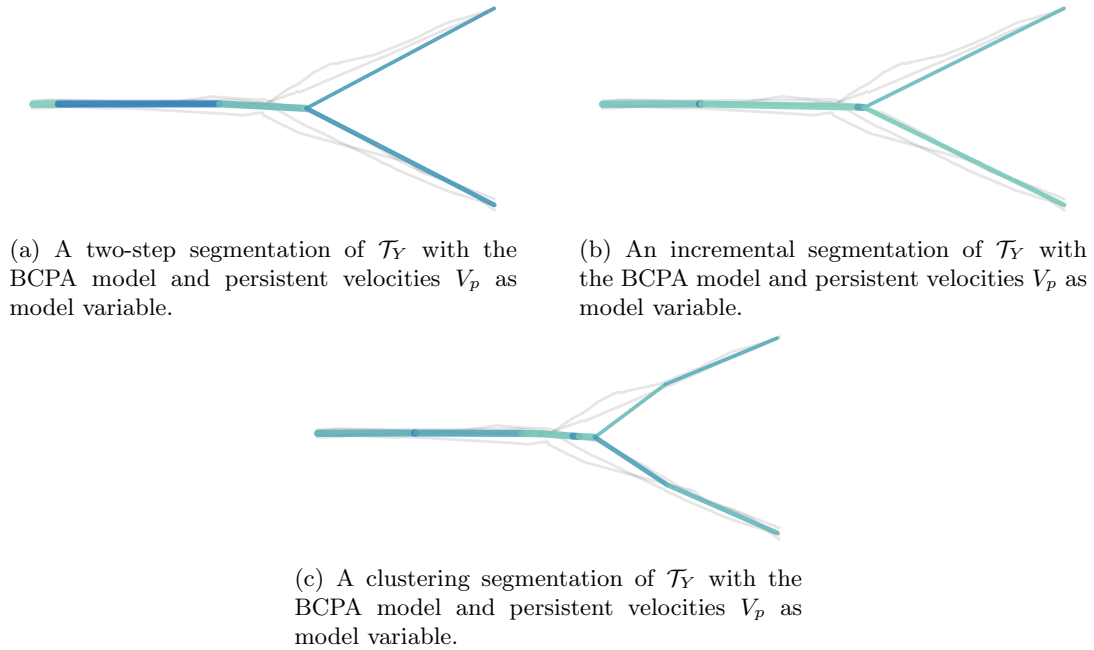 (a) A two-step segmentation of 𝒯_Y with the
BCPA model and persistent velocities V_p as
model variable.
(b) An incremental segmentation of 𝒯_Y with
the BCPA model and persistent velocities V_p as
model variable.
(c) A clustering segmentation of 𝒯_Y with the
BCPA model and persistent velocities V_p as
model variable.